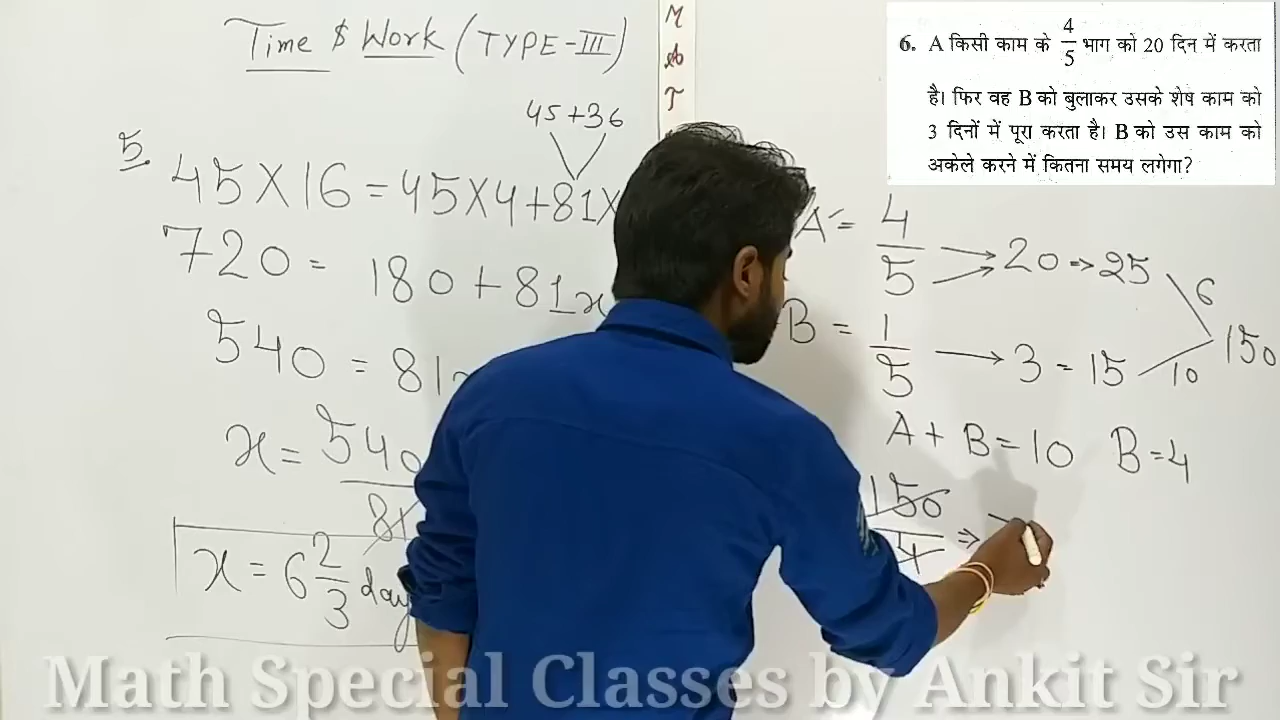 Time & Work (TYPE-III)
M
A
T
45+36
5.
45×16 = 45×4+81×
720 = 180 + 81x
540 = 81
x = 540
81
x = 6 2/3 days
6. A किसी काम के 4/5 भाग को 20 दिन में करता
है। फिर वह B को बुलाकर उसके शेष काम को
3 दिनों में पूरा करता है। B को उस काम को
अकेले करने में कितना समय लगेगा?
A = 4/5 → 20 → 25 6
150
B = 1/5 → 3 = 15 10
A + B = 10 B = 4
150/4 ⇒
Math Special Classes by Ankit Sir